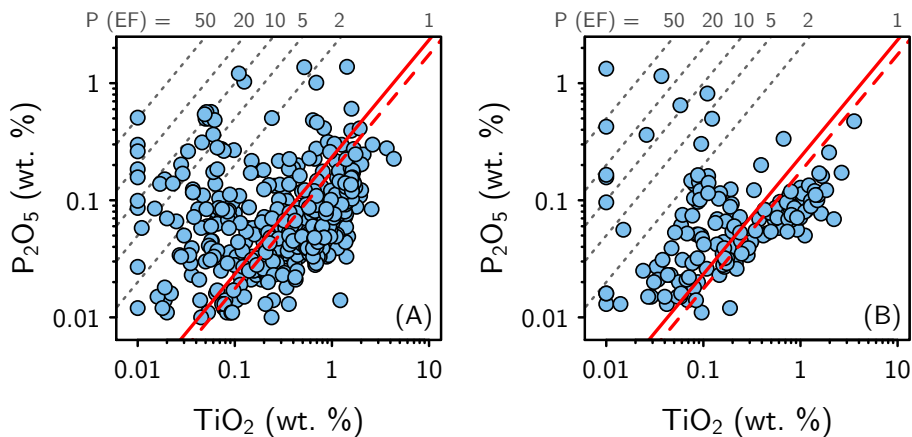 P (EF) = 50 20 10 5 2 1
P (EF) = 50 20 10 5 2 1
P₂O₅ (wt. %)
1
0.1
0.01
(A)
0.01 0.1 1 10
TiO₂ (wt. %)
P₂O₅ (wt. %)
1
0.1
0.01
(B)
0.01 0.1 1 10
TiO₂ (wt. %)